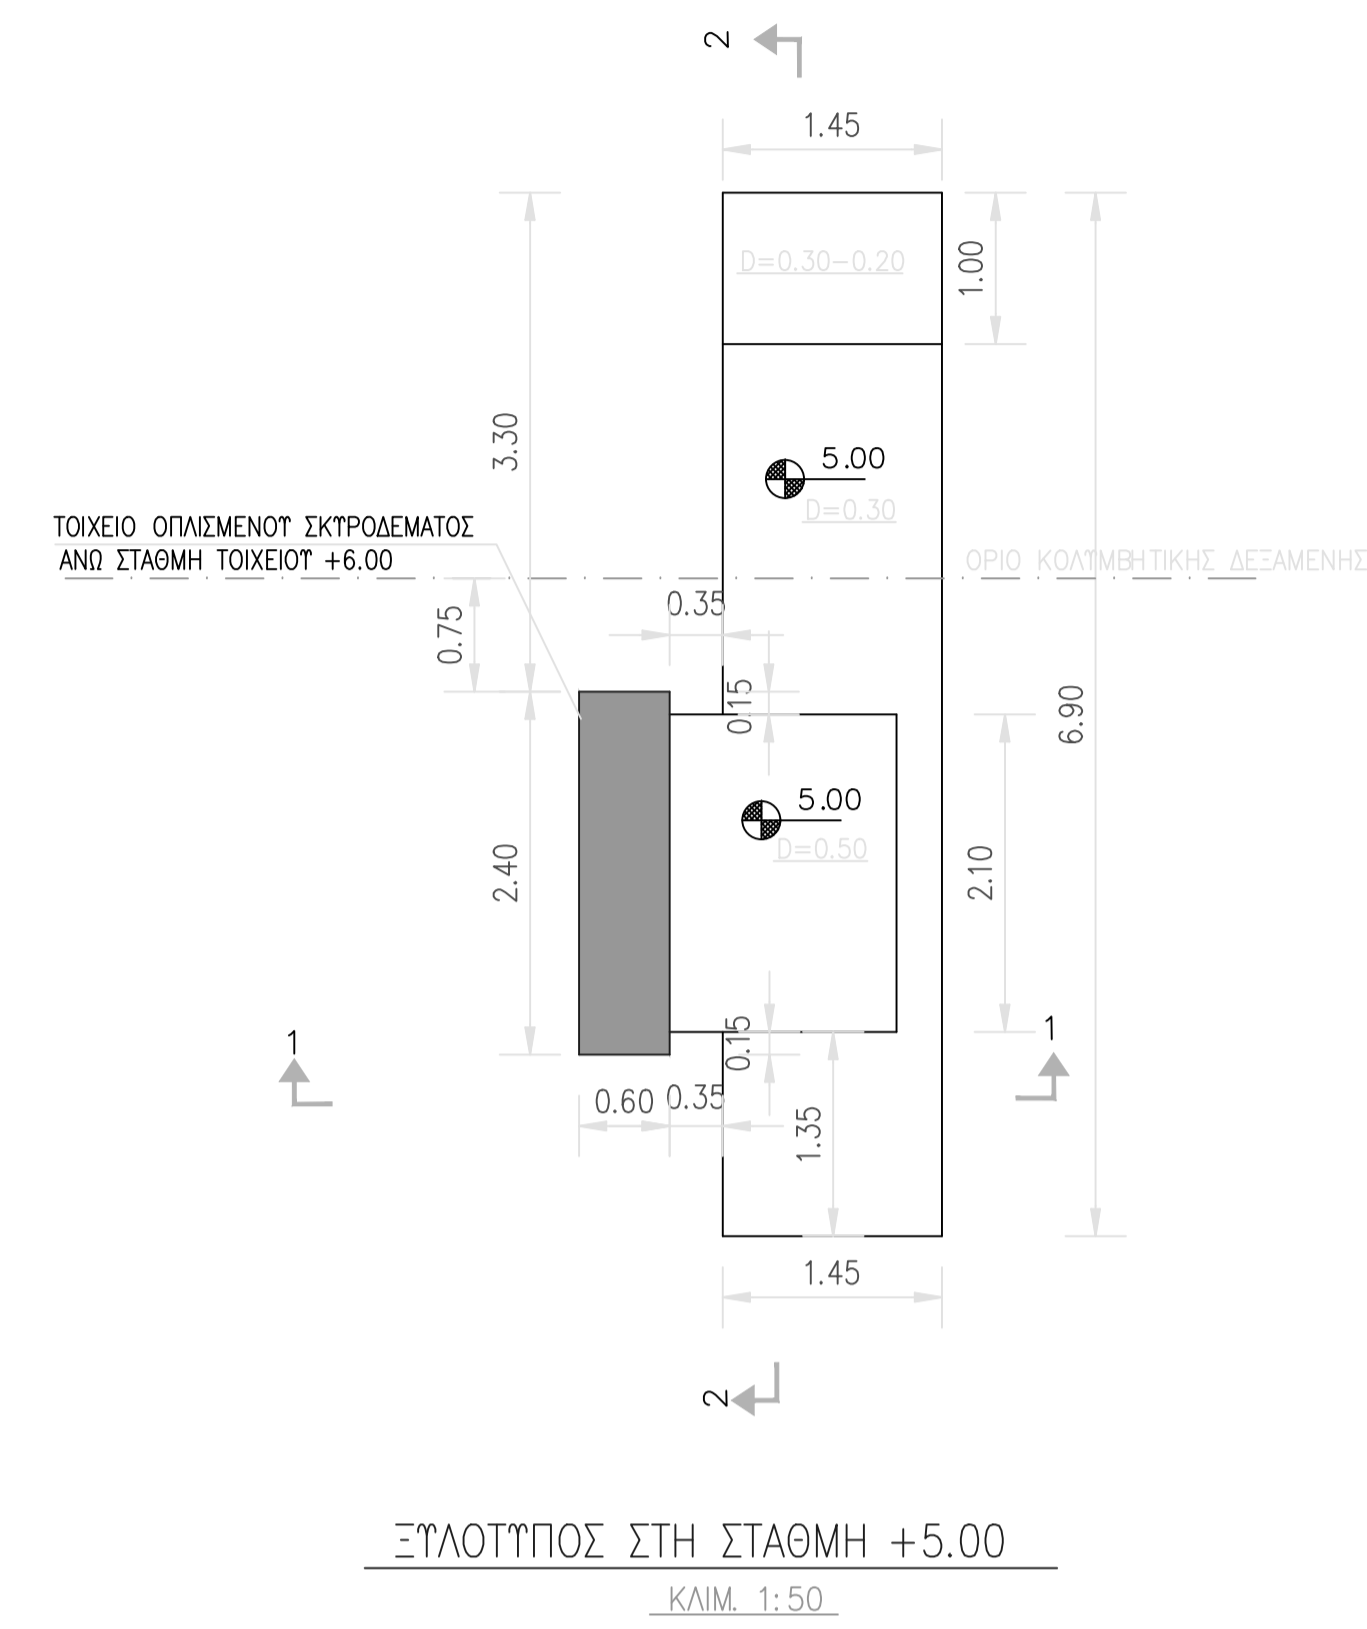 2
1.45
D=0.30-0.20
1.00
3.30
5.00
D=0.30
ΤΟΙΧΕΙΟ ΟΠΛΙΣΜΕΝΟΥ ΣΚΥΡΟΔΕΜΑΤΟΣ
ΑΝΩ ΣΤΑΘΜΗ ΤΟΙΧΕΙΟΥ +6.00
ΟΡΙΟ ΚΟΛΥΜΒΗΤΙΚΗΣ ΔΕΞΑΜΕΝΗΣ
0.35
0.75
0.15
6.90
5.00
D=0.50
2.40
2.10
1
0.15
1
0.60
0.35
1.35
1.45
2
ΞΥΛΟΤΥΠΟΣ ΣΤΗ ΣΤΑΘΜΗ +5.00
ΚΛΙΜ. 1:50